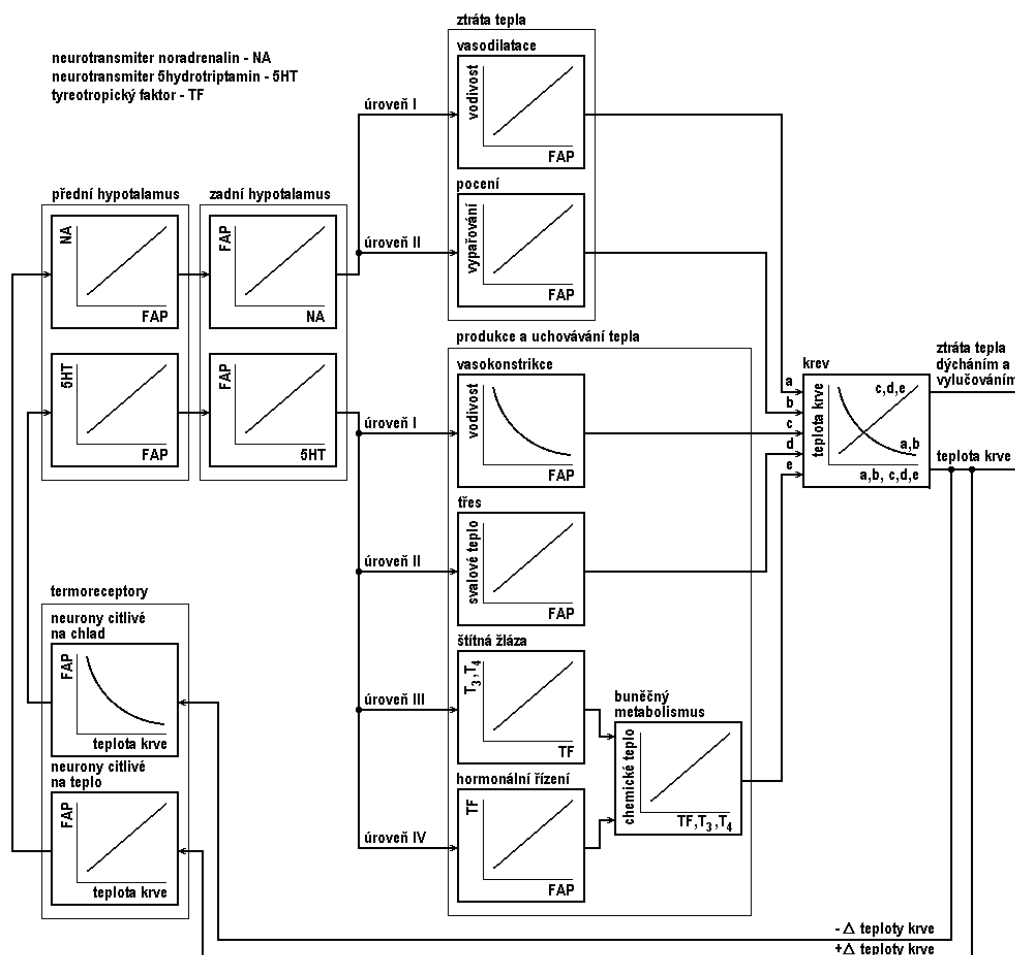 neurotransmiter noradrenalin - NA
neurotransmiter 5hydrotriptamin - 5HT
tyreotropický faktor - TF
ztráta tepla
vasodilatace
vodivost
FAP
úroveň I
pocení
vypařování
FAP
úroveň II
přední hypotalamus
NA
FAP
5HT
FAP
zadní hypotalamus
FAP
NA
FAP
5HT
produkce a uchovávání tepla
vasokonstrikce
vodivost
FAP
úroveň I
třes
svalové teplo
FAP
úroveň II
štítná žláza
T3,T4
TF
úroveň III
hormonální řízení
TF
FAP
úroveň IV
buněčný
metabolismus
chemické teplo
TF,T3,T4
krev
a
b
c
d
e
teplota krve
c,d,e
a,b
a,b, c,d,e
ztráta tepla
dýcháním a
vylučováním
teplota krve
termoreceptory
neurony citlivé
na chlad
FAP
teplota krve
neurony citlivé
na teplo
FAP
teplota krve
- Δ teploty krve
+Δ teploty krve